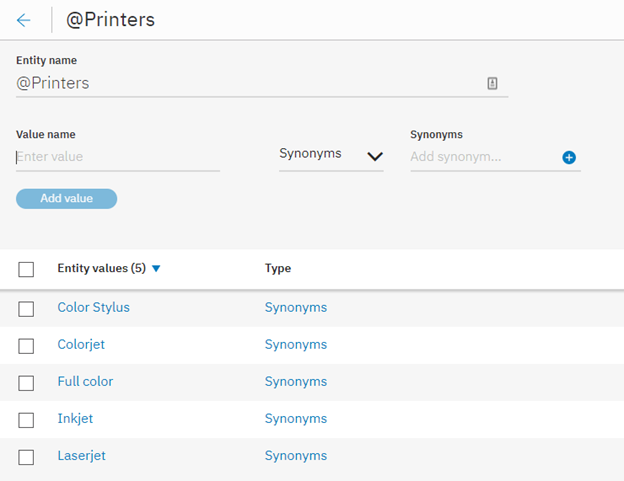 @Printers
Entity name
@Printers
Value name Synonyms
Enter value Synonyms Add synonym...
Add value
Entity values (5) Type
Color Stylus Synonyms
Colorjet Synonyms
Full color Synonyms
Inkjet Synonyms
Laserjet Synonyms